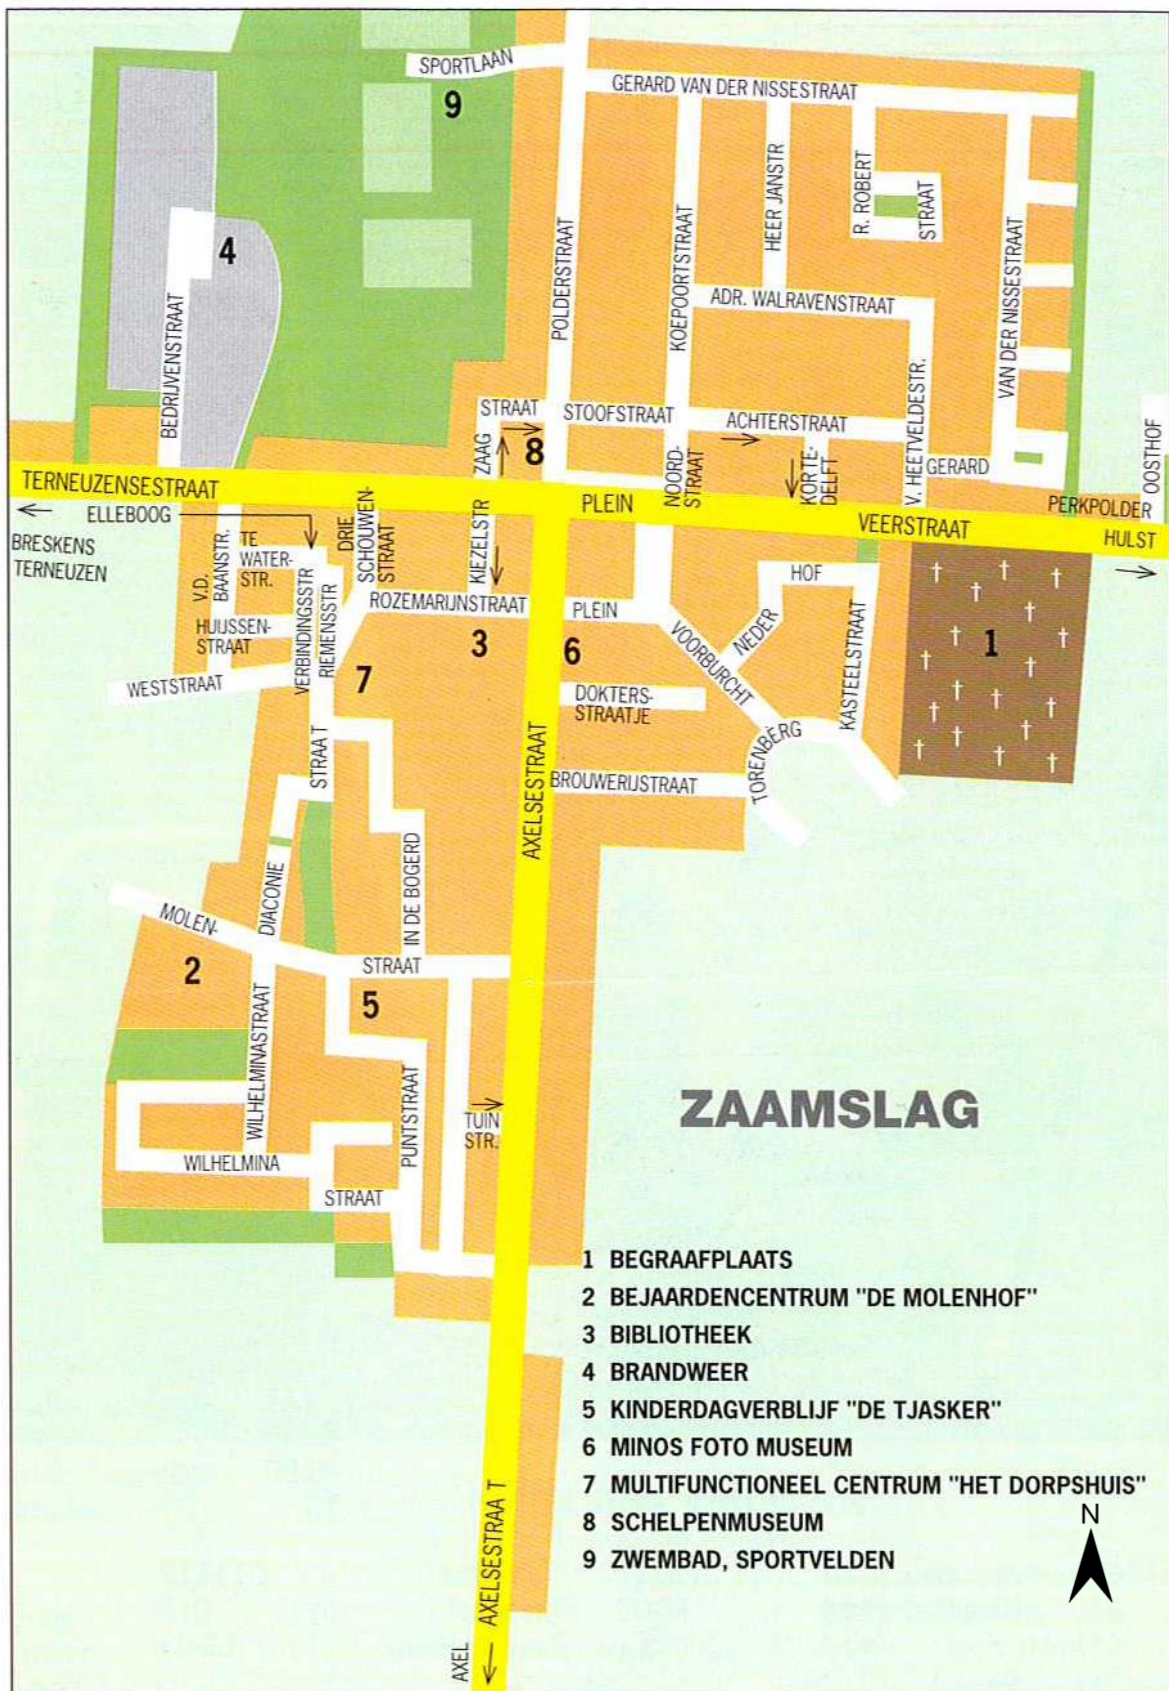 SPORTLAAN
9
GERARD VAN DER NISSESTRAAT
POLDERSTRAAT
KOEPOORTSTRAAT
HEER JANSTR
R. ROBERT
STRAAT
4
ADR. WALRAVENSTRAAT
VAN DER NISSESTRAAT
BEDRIJVENSTRAAT
STRAAT
STOOFSTRAAT
ACHTERSTRAAT
ZAAG
8
NOORD-
STRAAT
KORTE-
DELFT
V. HEETVELDESTR.
GERARD
OOSTHOF
TERNEUZENSESTRAAT
PLEIN
PERKPOLDER
VEERSTRAAT
HULST
ELLEBOOG
BRESKENS
TERNEUZEN
V.D.
BAANSTR.
TE
WATER-
STR.
DRIE
SCHOUWEN-
STRAAT
KIEZELSTR
HUIJSSEN-
STRAAT
VERBINDINGSSTR
RIEMENSSTR
ROZEMARIJNSTRAAT
PLEIN
HOF
NEDER
VOORBURCHT
KASTEELSTRAAT
3
6
1
7
WESTSTRAAT
DOKTERS-
STRAATJE
STRAAT
TORENBERG
BROUWERIJSTRAAT
AXELSESTRAAT
DIACONIE
IN DE BOGERD
MOLEN-
STRAAT
2
5
WILHELMINASTRAAT
PUNTSTRAAT
TUIN
STR.
WILHELMINA
STRAAT
ZAAMSLAG
1 BEGRAAFPLAATS
2 BEJAARDENCENTRUM "DE MOLENHOF"
3 BIBLIOTHEEK
4 BRANDWEER
5 KINDERDAGVERBLIJF "DE TJASKER"
6 MINOS FOTO MUSEUM
7 MULTIFUNCTIONEEL CENTRUM "HET DORPSHUIS"
8 SCHELPENMUSEUM
9 ZWEMBAD, SPORTVELDEN
N
AXELSESTRAAT
AXEL